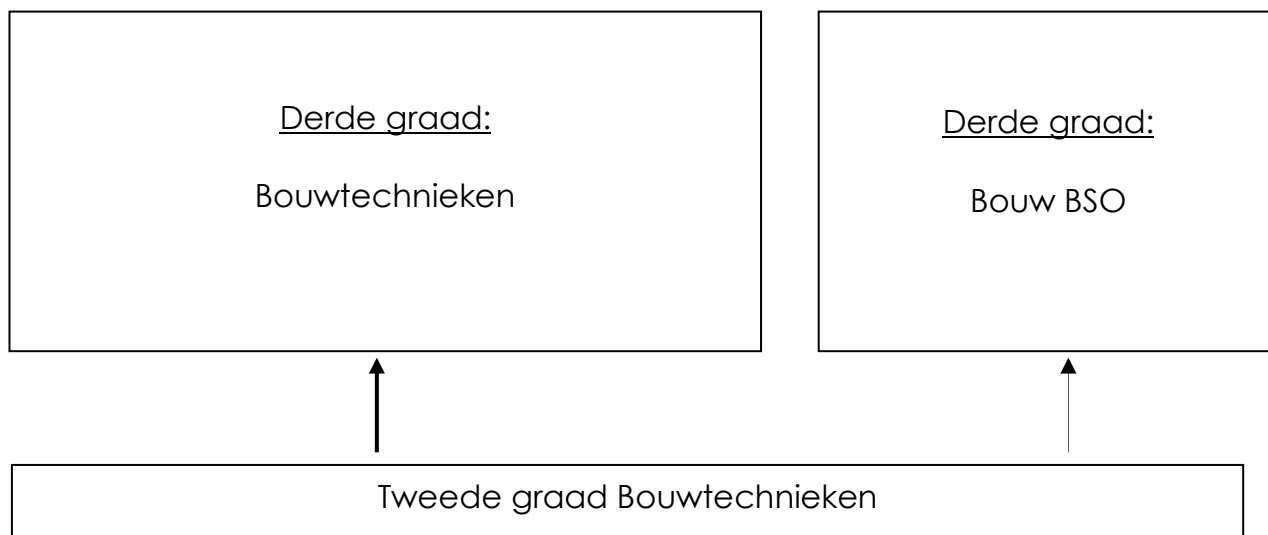 Derde graad:
Bouwtechnieken
Derde graad:
Bouw BSO
Tweede graad Bouwtechnieken